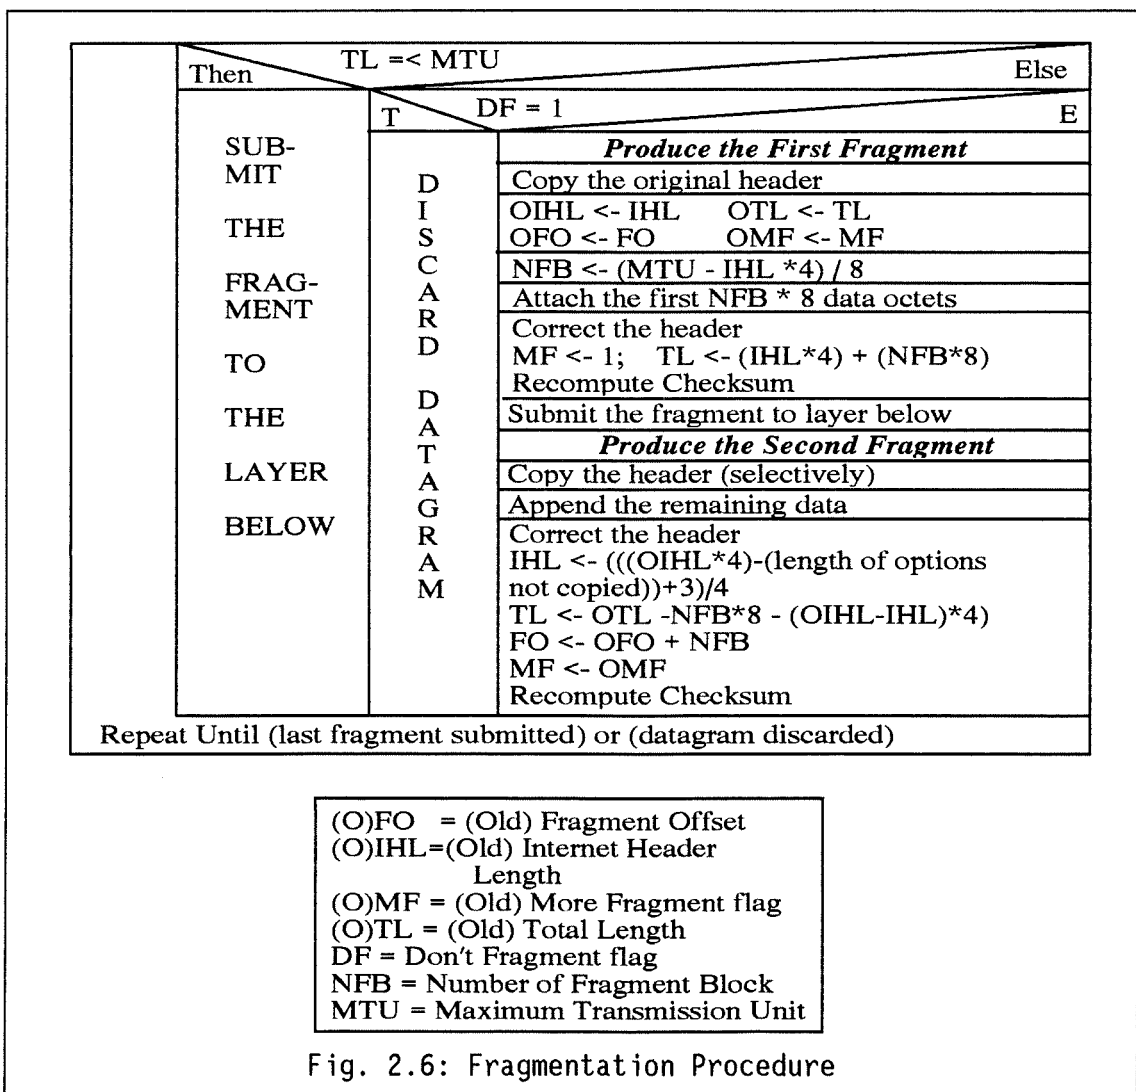 TL =< MTU
Then
Else
DF = 1
T
E
SUB-
MIT
THE
FRAG-
MENT
TO
THE
LAYER
BELOW
D
I
S
C
A
R
D
D
A
T
A
G
R
A
M
Produce the First Fragment
Copy the original header
OIHL <- IHL OTL <- TL
OFO <- FO OMF <- MF
NFB <- (MTU - IHL *4) / 8
Attach the first NFB * 8 data octets
Correct the header
MF <- 1; TL <- (IHL*4) + (NFB*8)
Recompute Checksum
Submit the fragment to layer below
Produce the Second Fragment
Copy the header (selectively)
Append the remaining data
Correct the header
IHL <- (((OIHL*4)-(length of options
not copied))+3)/4
TL <- OTL -NFB*8 - (OIHL-IHL)*4)
FO <- OFO + NFB
MF <- OMF
Recompute Checksum
Repeat Until (last fragment submitted) or (datagram discarded)
(O)FO = (Old) Fragment Offset
(O)IHL=(Old) Internet Header
Length
(O)MF = (Old) More Fragment flag
(O)TL = (Old) Total Length
DF = Don't Fragment flag
NFB = Number of Fragment Block
MTU = Maximum Transmission Unit
Fig. 2.6: Fragmentation Procedure